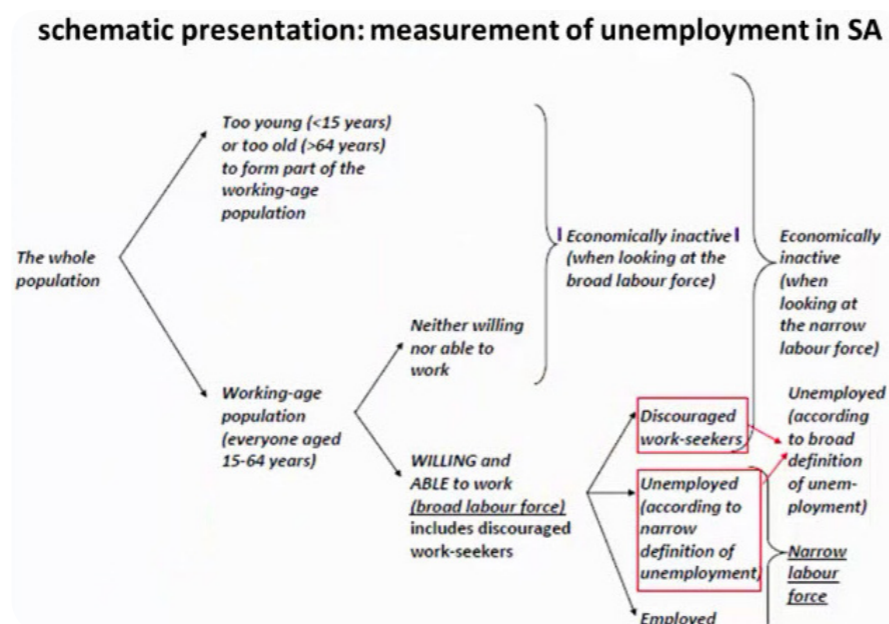 schematic presentation: measurement of unemployment in SA
The whole
population
Too young (<15 years)
or too old (>64 years)
to form part of the
working-age
population
Working-age
population
(everyone aged
15-64 years)
Neither willing
nor able to
work
WILLING and
ABLE to work
(broad labour force)
includes discouraged
work-seekers
Economically inactive
(when looking at the
broad labour force)
Discouraged
work-seekers
Unemployed
(according to
narrow
definition of
unemployment)
Employed
Economically
inactive
(when
looking at
the narrow
labour force)
Unemployed
(according
to broad
definition
of unem-
ployment)
Narrow
labour
force